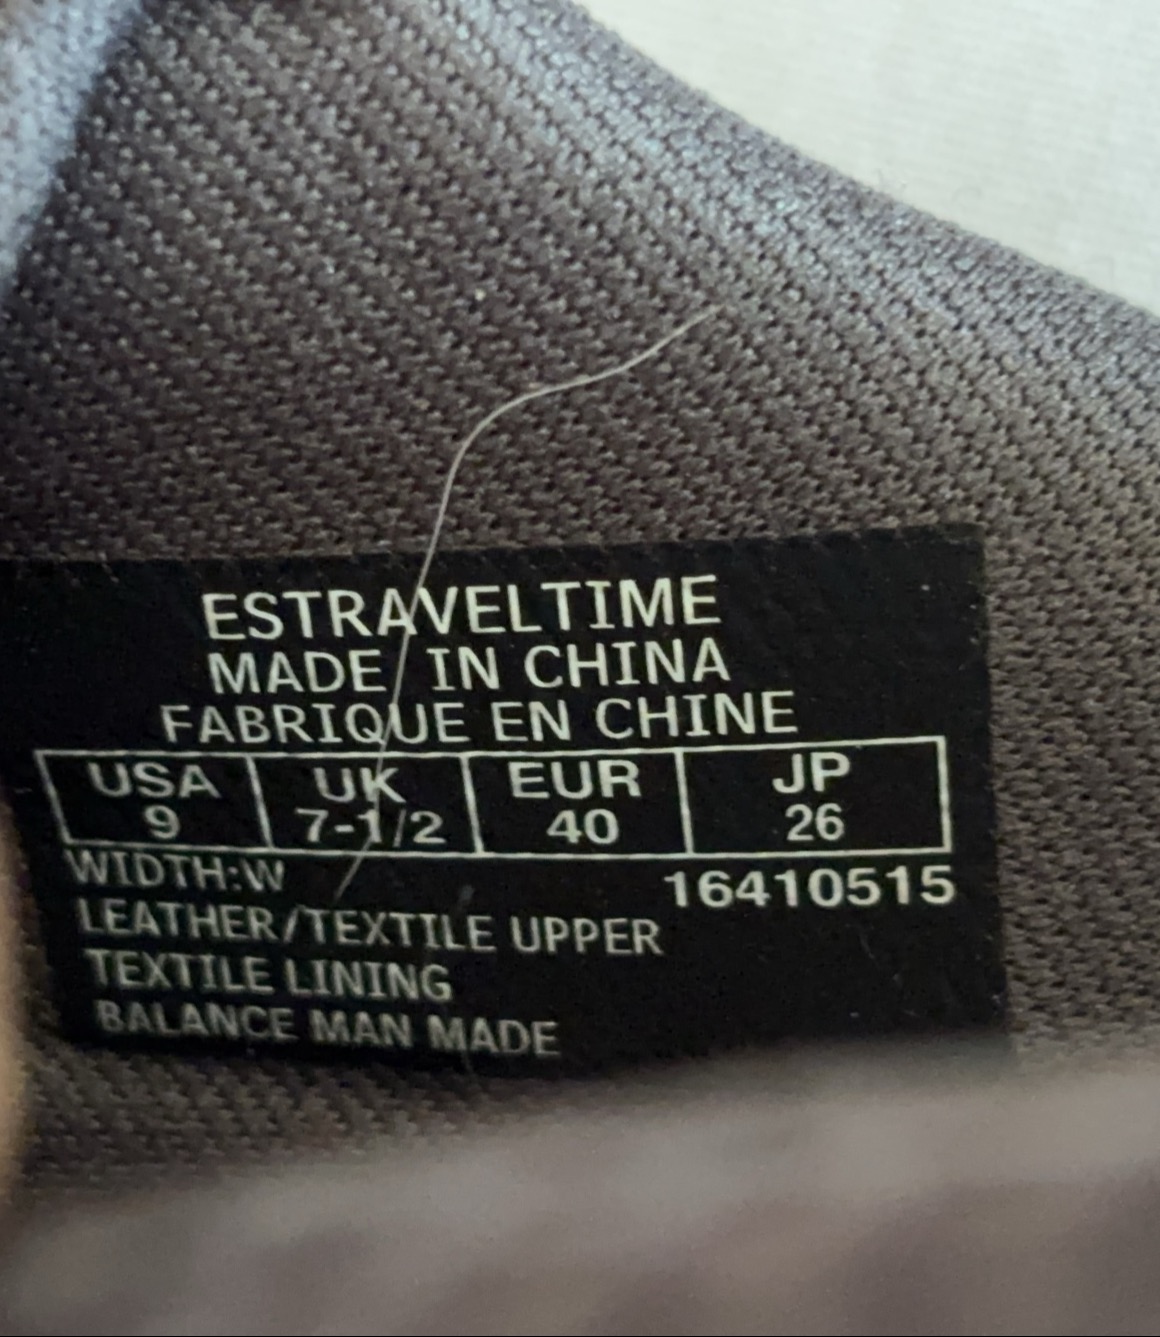 ESTRAVELTIME
MADE IN CHINA
FABRIQUE EN CHINE
USA UK EUR JP
9 7-1/2 40 26
WIDTH:W 16410515
LEATHER/TEXTILE UPPER
TEXTILE LINING
BALANCE MAN MADE